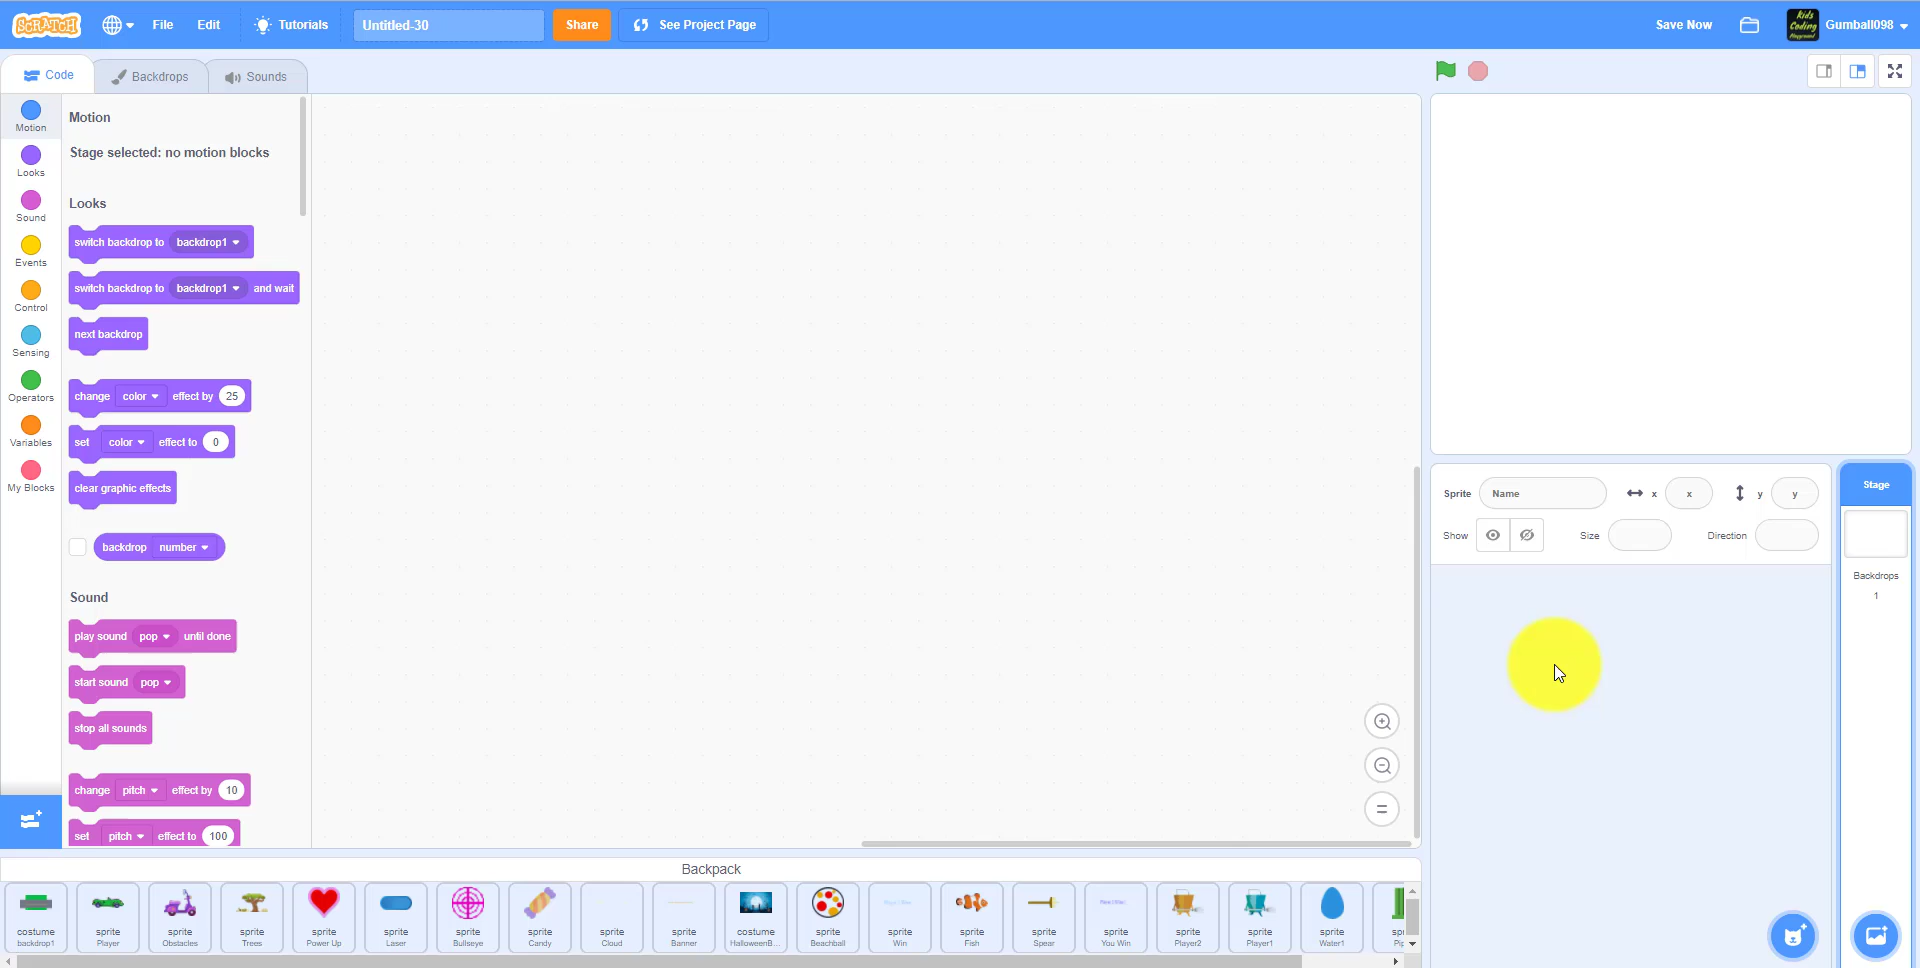 SCRATCH
File
Edit
Tutorials
Untitled-30
Share
See Project Page
Save Now
Kids
Coding
Playground
Gumball098
Code
Backdrops
Sounds
Motion
Looks
Sound
Events
Control
Sensing
Operators
Variables
My Blocks
Motion
Stage selected: no motion blocks
Looks
switch backdrop to backdrop1
switch backdrop to backdrop1 and wait
next backdrop
change color effect by 25
set color effect to 0
clear graphic effects
backdrop number
Sound
play sound pop until done
start sound pop
stop all sounds
change pitch effect by 10
set pitch effect to 100
Sprite Name x x y y
Show Size Direction
Stage
Backdrops
1
Backpack
costume
backdrop1
sprite
Player
sprite
Obstacles
sprite
Trees
sprite
Power Up
sprite
Laser
sprite
Bullseye
sprite
Candy
sprite
Cloud
sprite
Banner
costume
HalloweenB...
sprite
Beachball
sprite
Win
sprite
Fish
sprite
Spear
sprite
You Win
sprite
Player2
sprite
Player1
sprite
Water1